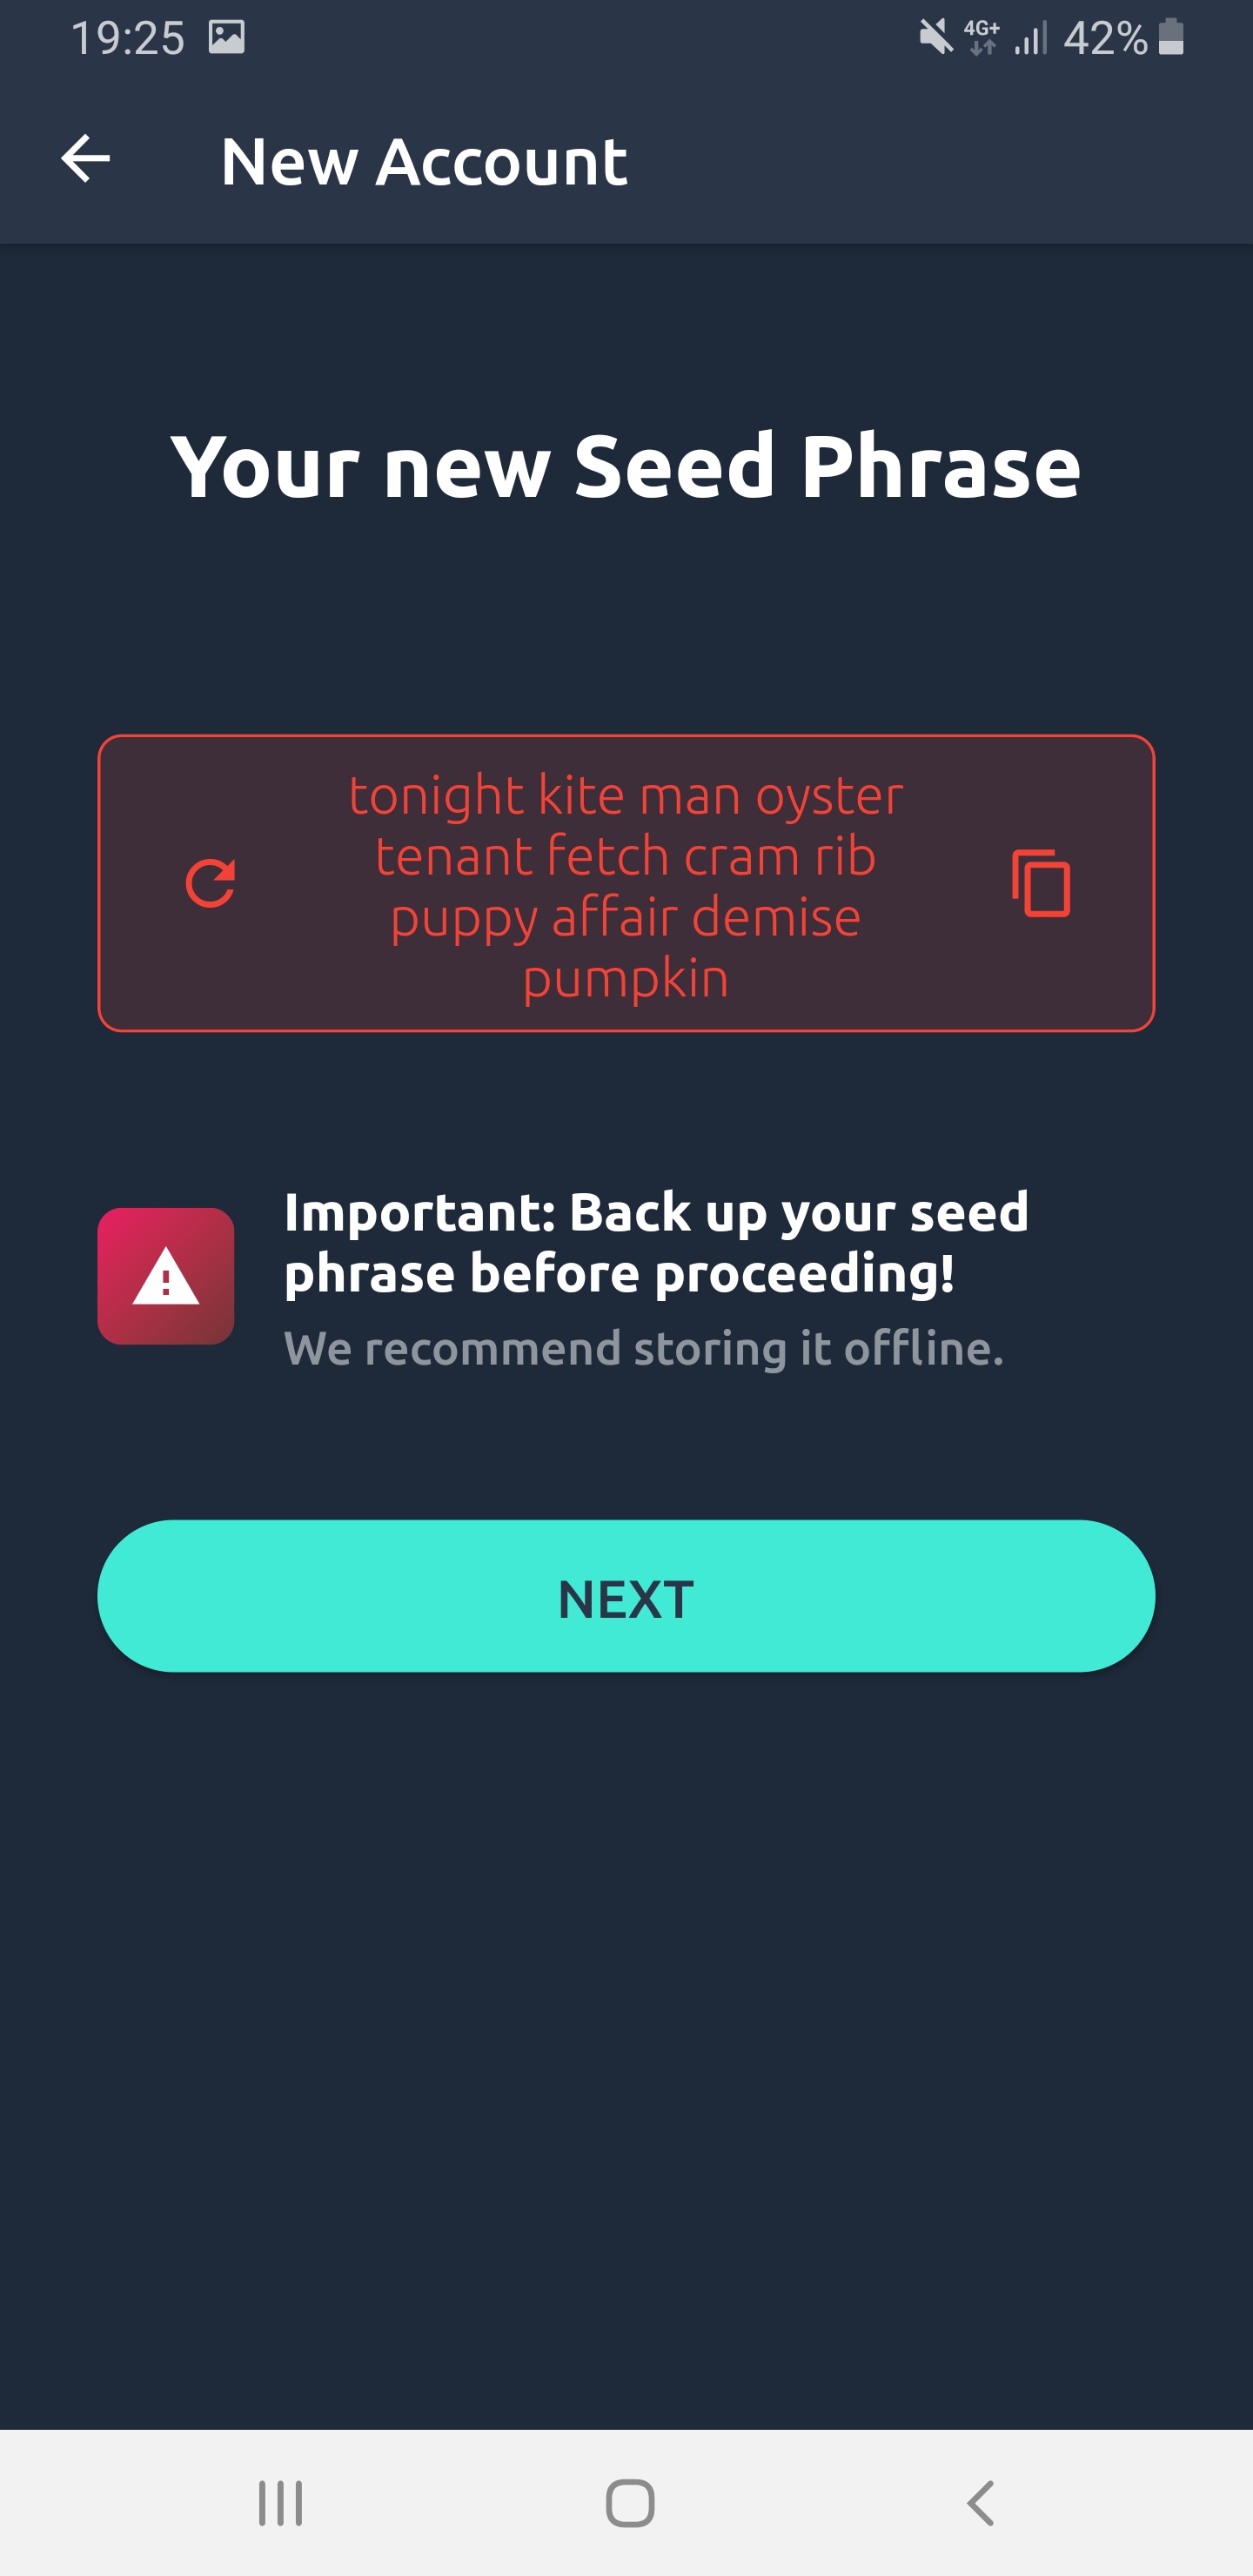 19:25
4G+
42%
New Account
Your new Seed Phrase
tonight kite man oyster
tenant fetch cram rib
puppy affair demise
pumpkin
Important: Back up your seed
phrase before proceeding!
We recommend storing it offline.
NEXT